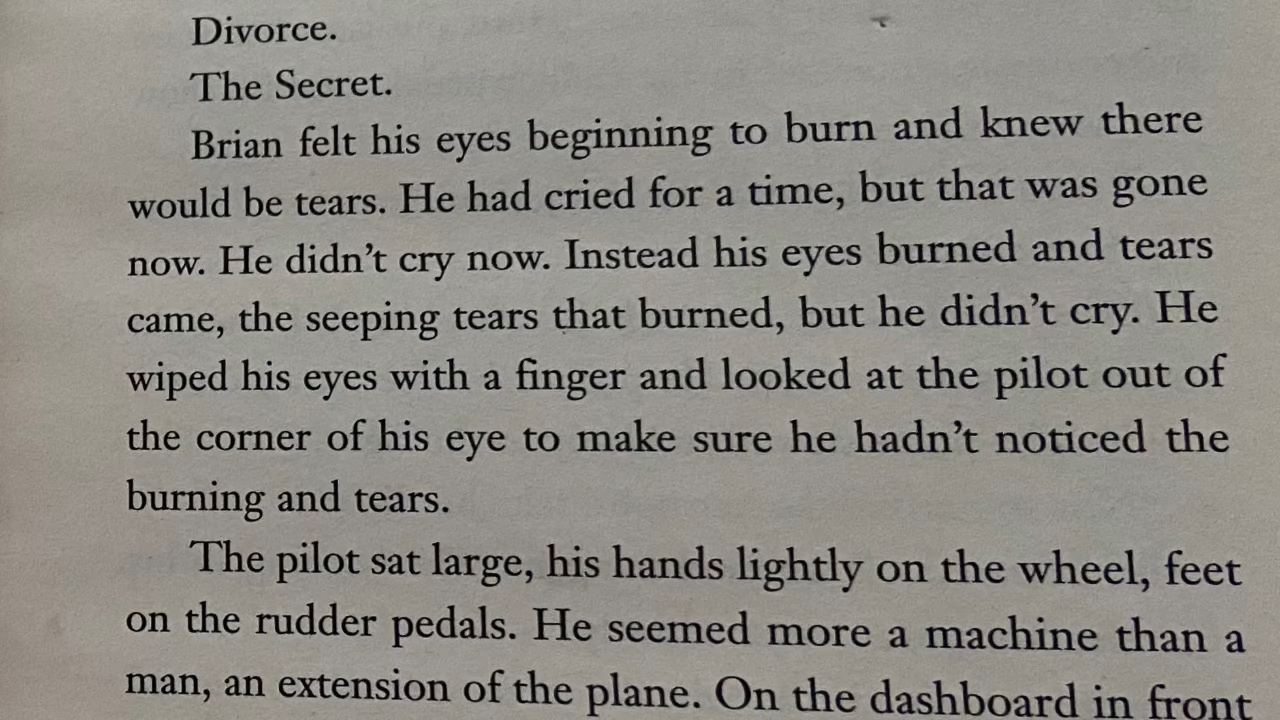 Divorce.
The Secret.
Brian felt his eyes beginning to burn and knew there
would be tears. He had cried for a time, but that was gone
now. He didn’t cry now. Instead his eyes burned and tears
came, the seeping tears that burned, but he didn’t cry. He
wiped his eyes with a finger and looked at the pilot out of
the corner of his eye to make sure he hadn’t noticed the
burning and tears.
The pilot sat large, his hands lightly on the wheel, feet
on the rudder pedals. He seemed more a machine than a
man, an extension of the plane. On the dashboard in front